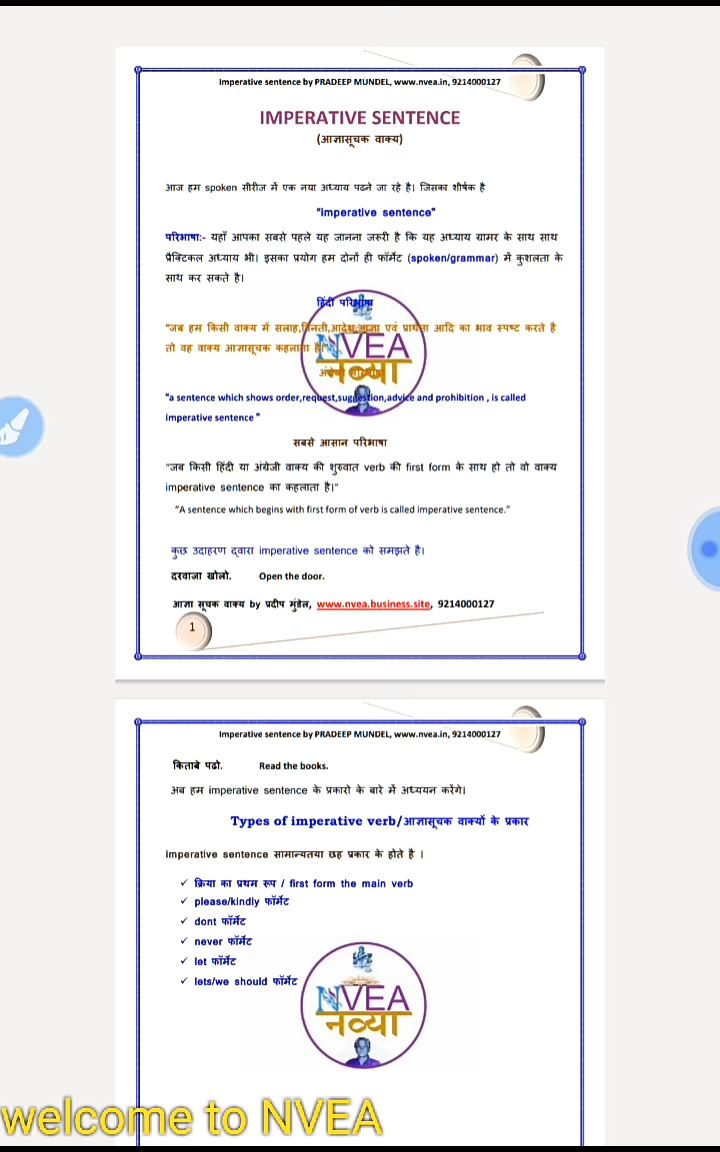 Imperative sentence by PRADEEP MUNDEL, www.nvea.in, 9214000127
IMPERATIVE SENTENCE
(आज्ञासूचक वाक्य)
आज हम spoken सीरीज में एक नया अध्याय पढने जा रहे है। जिसका शीर्षक है
"imperative sentence"
परिभाषा:- यहाँ आपका सबसे पहले यह जानना जरूरी है कि यह अध्याय ग्रामर के साथ साथ
प्रैक्टिकल अध्याय भी। इसका प्रयोग हम दोनों ही फॉर्मेट (spoken/grammar) में कुशलता के
साथ कर सकते है।
हिंदी परिभाषा
"जब हम किसी वाक्य में सलाह,विनती,आदेश,आज्ञा एवं प्रार्थना आदि का भाव स्पष्ट करते है
तो वह वाक्य आज्ञासूचक कहलाता है"
NVEA
नव्या
"a sentence which shows order,request,suggestion,advice and prohibition , is called
imperative sentence "
सबसे आसान परिभाषा
"जब किसी हिंदी या अंग्रेजी वाक्य की शुरुवात verb की first form के साथ हो तो वो वाक्य
imperative sentence का कहलाता है।"
"A sentence which begins with first form of verb is called imperative sentence."
कुछ उदाहरण द्वारा imperative sentence को समझते है।
दरवाजा खोलो. Open the door.
आज्ञा सूचक वाक्य by प्रदीप मुंडेल, www.nvea.business.site, 9214000127
1
Imperative sentence by PRADEEP MUNDEL, www.nvea.in, 9214000127
किताबे पढो. Read the books.
अब हम imperative sentence के प्रकारो के बारे में अध्ययन करेंगे।
Types of imperative verb/आज्ञासूचक वाक्यों के प्रकार
imperative sentence सामान्यतया छह प्रकार के होते है ।
✓ क्रिया का प्रथम रूप / first form the main verb
✓ please/kindly फॉर्मेट
✓ dont फॉर्मेट
✓ never फॉर्मेट
✓ let फॉर्मेट
✓ lets/we should फॉर्मेट
NVEA
नव्या
welcome to NVEA